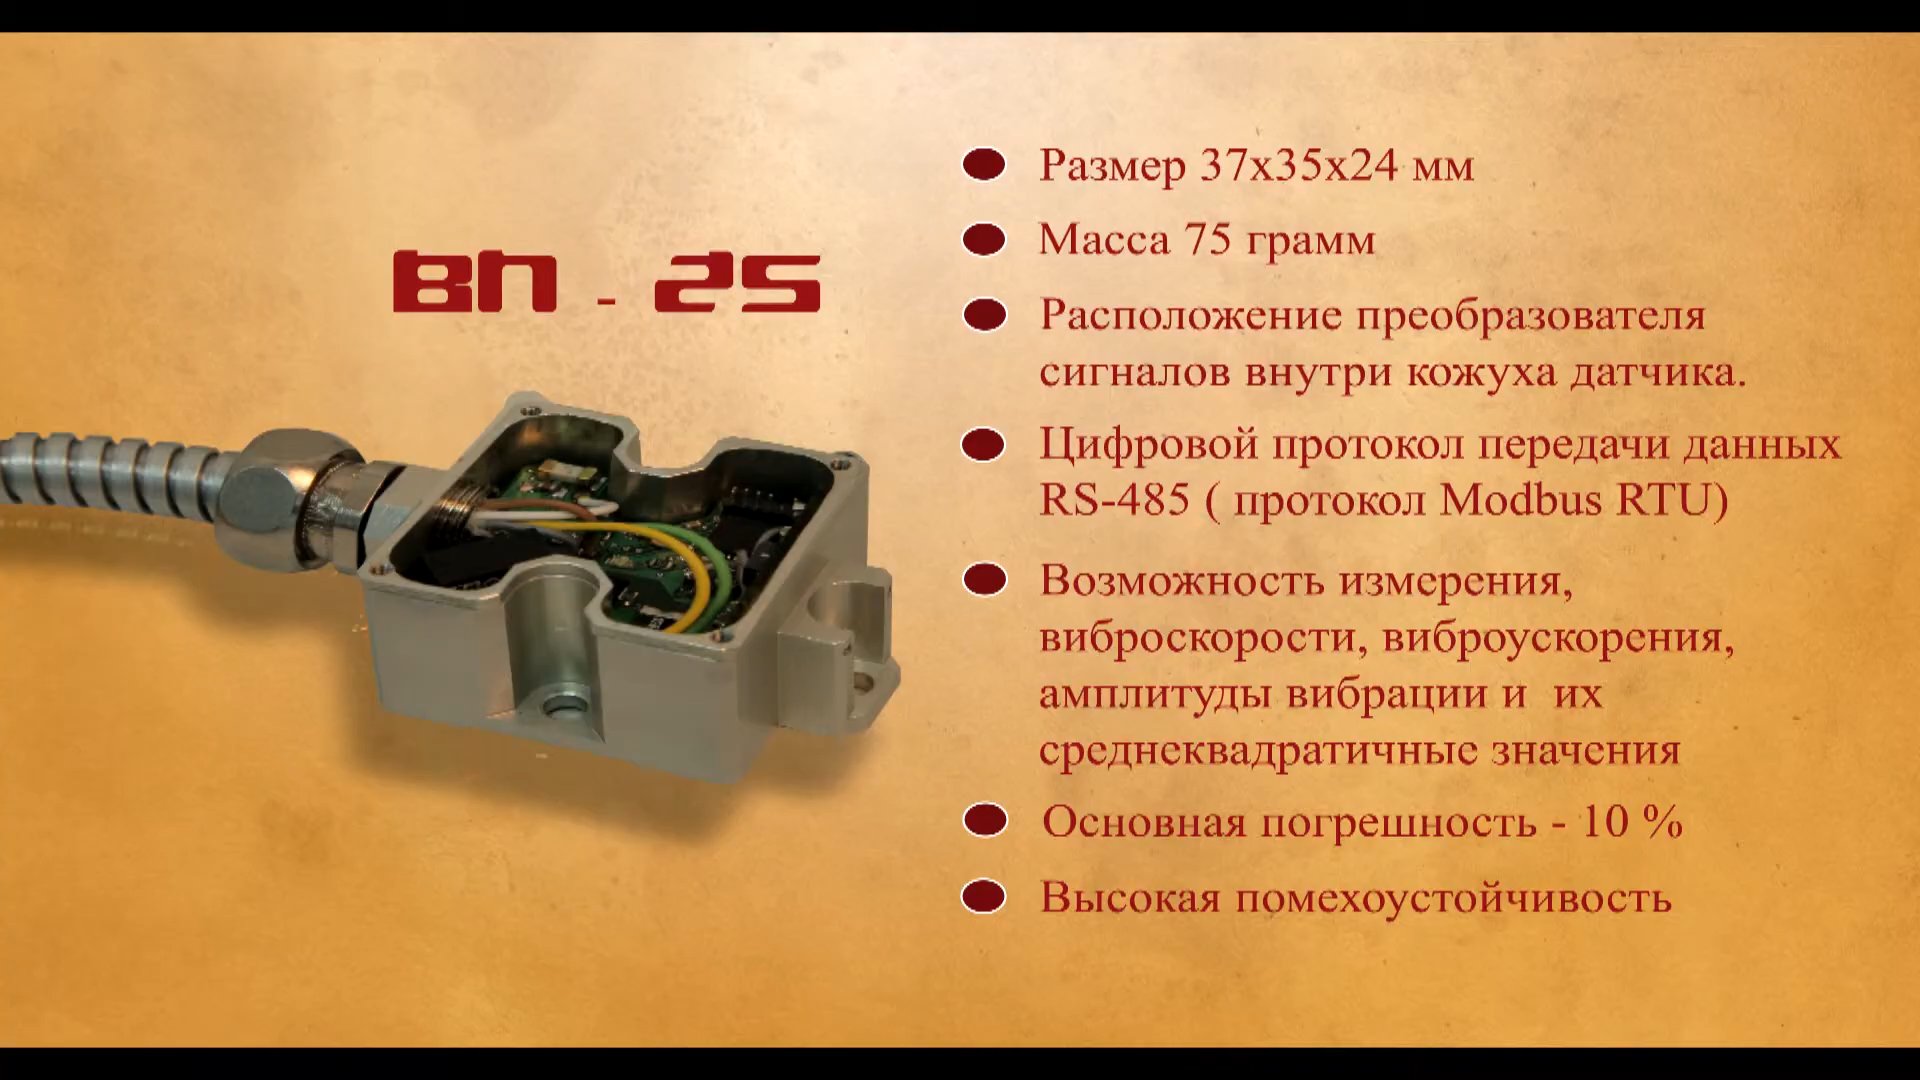 ВП - 25
Размер 37х35х24 мм
Масса 75 грамм
Расположение преобразователя
сигналов внутри кожуха датчика.
Цифровой протокол передачи данных
RS-485 ( протокол Modbus RTU)
Возможность измерения,
виброскорости, виброускорения,
амплитуды вибрации и  их
среднеквадратичные значения
Основная погрешность - 10 %
Высокая помехоустойчивость